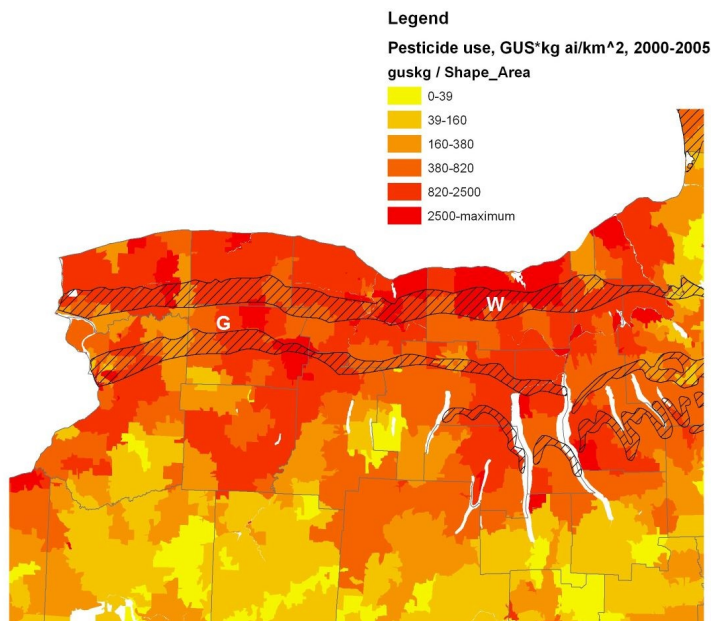 Legend
Pesticide use, GUS*kg ai/km^2, 2000-2005
guskg / Shape_Area
0-39
39-160
160-380
380-820
820-2500
2500-maximum
W
G